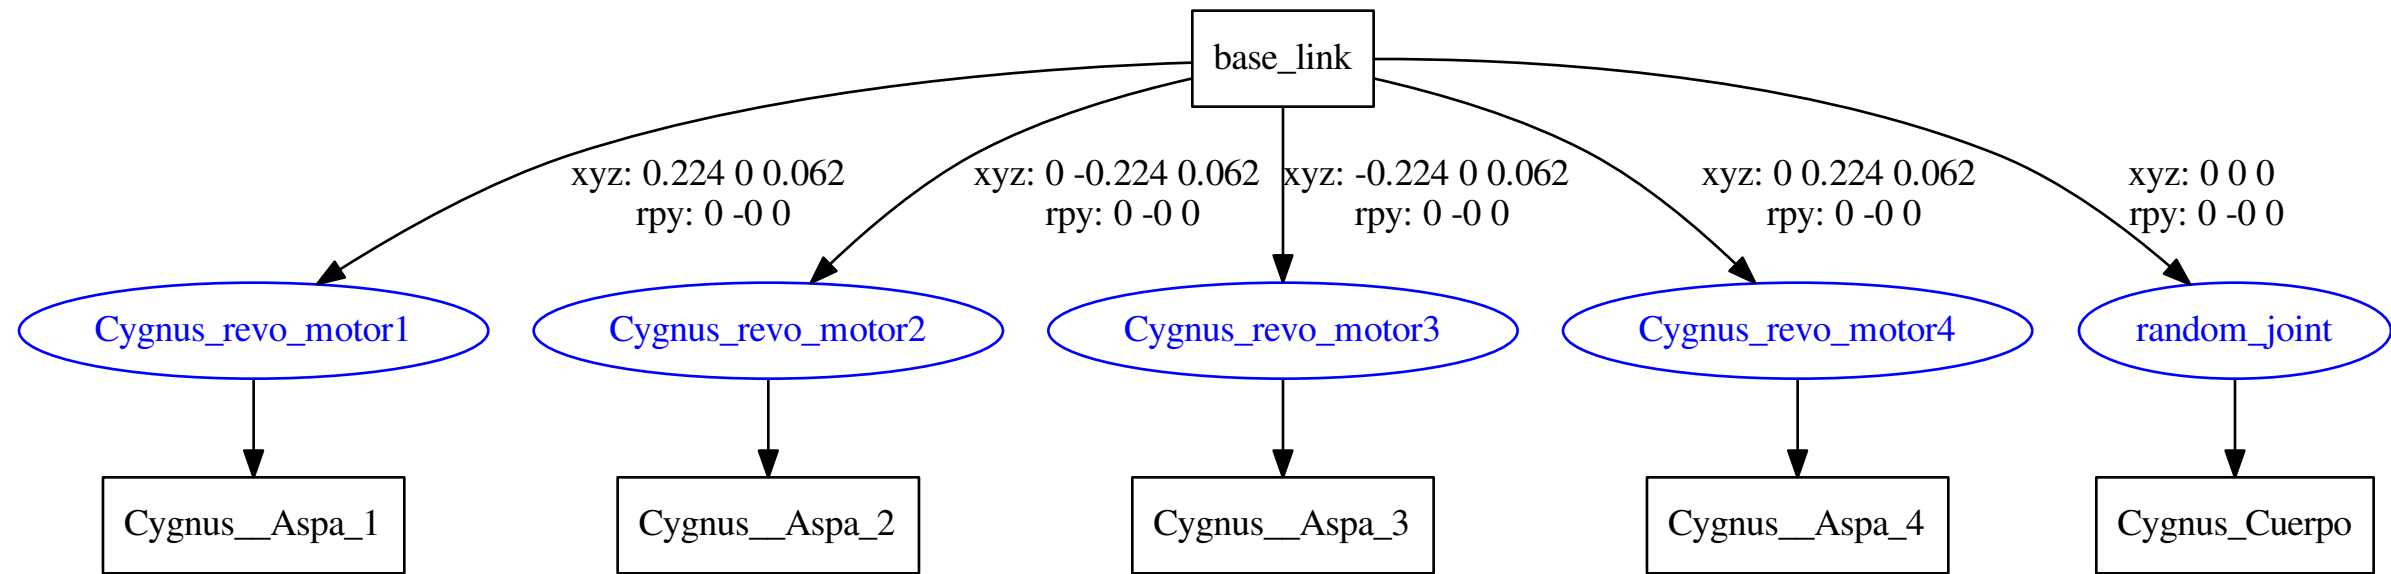 base_link
xyz: 0.224 0 0.062
rpy: 0 -0 0
xyz: 0 -0.224 0.062
rpy: 0 -0 0
xyz: -0.224 0 0.062
rpy: 0 -0 0
xyz: 0 0.224 0.062
rpy: 0 -0 0
xyz: 0 0 0
rpy: 0 -0 0
Cygnus_revo_motor1
Cygnus_revo_motor2
Cygnus_revo_motor3
Cygnus_revo_motor4
random_joint
Cygnus__Aspa_1
Cygnus__Aspa_2
Cygnus__Aspa_3
Cygnus__Aspa_4
Cygnus_Cuerpo